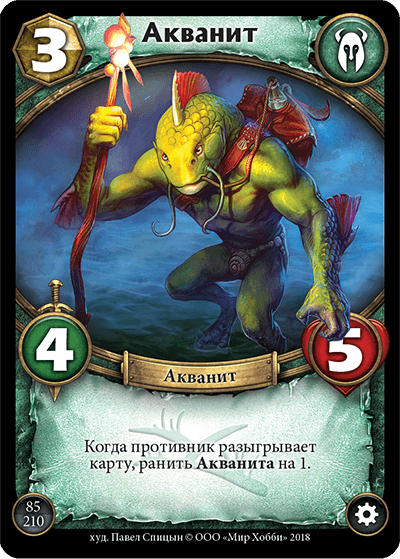 3
Акванит
4
5
Акванит
Когда противник разыгрывает
карту, ранить Акванита на 1.
85
210
худ. Павел Спицын © ООО «Мир Хобби» 2018